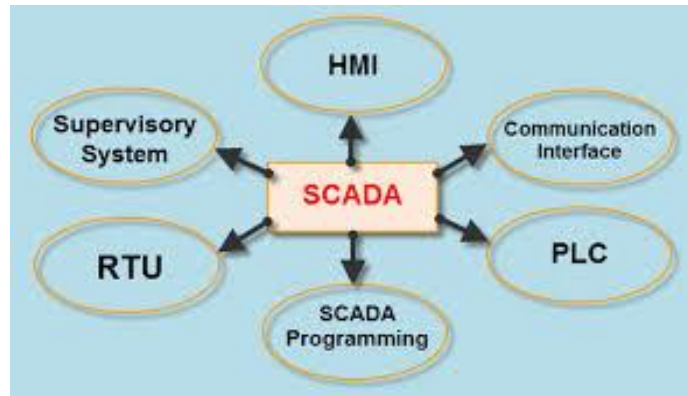 HMI
Supervisory
System
Communication
Interface
SCADA
RTU
PLC
SCADA
Programming